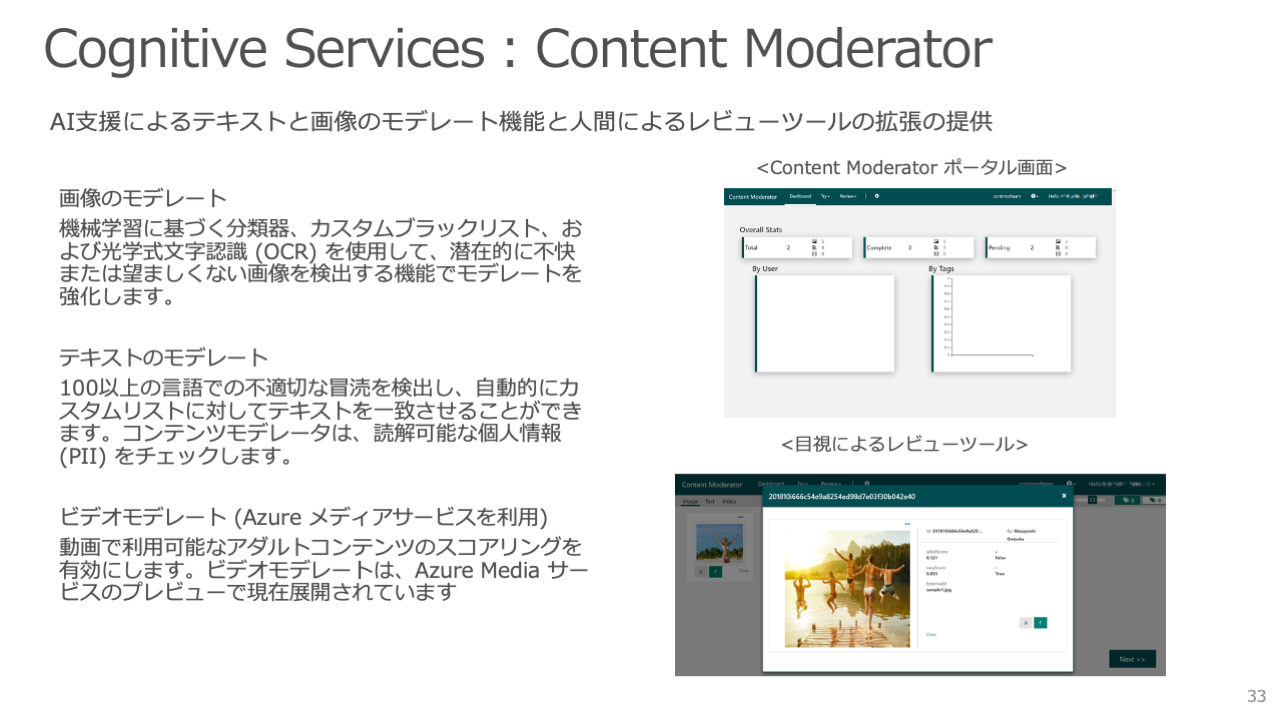 Cognitive Services : Content Moderator
AI支援によるテキストと画像のモデレート機能と人間によるレビューツールの拡張の提供
画像のモデレート
機械学習に基づく分類器、カスタムブラックリスト、お
よび光学式文字認識 (OCR) を使用して、潜在的に不快
または望ましくない画像を検出する機能でモデレートを
強化します。
テキストのモデレート
100以上の言語での不適切な冒涜を検出し、自動的にカ
スタムリストに対してテキストを一致させることができ
ます。コンテンツモデレータは、読解可能な個人情報
(PII) をチェックします。
ビデオモデレート (Azure メディアサービスを利用)
動画で利用可能なアダルトコンテンツのスコアリングを
有効にします。ビデオモデレートは、Azure Media サー
ビスのプレビューで現在展開されています
<Content Moderator ポータル画面>
Content Moderator Dashboard Try Review
Hello
Overall Stats
Total 2 2 0 0
Complete 0 0 0 0
Pending 2 2 0 0
By User
By Tags
<目視によるレビューツール>
Content Moderator Dashboard Try Review
Image Text Video
201810i666c54e9a8254ed98d7e03f30b042e40
×
By Masayoshi
adultScore
0.121
a
False
racyScore
r
True
ExternalId
sample1.jpg
a r
Clear
Next >>
33